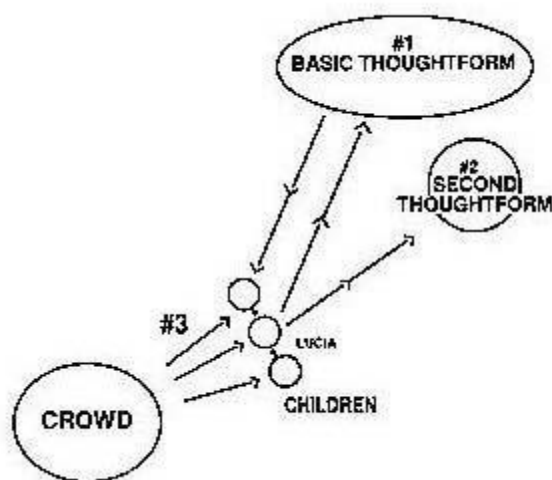 #1
BASIC THOUGHTFORM
#2
SECOND
THOUGHTFORM
#3
LUCIA
CHILDREN
CROWD